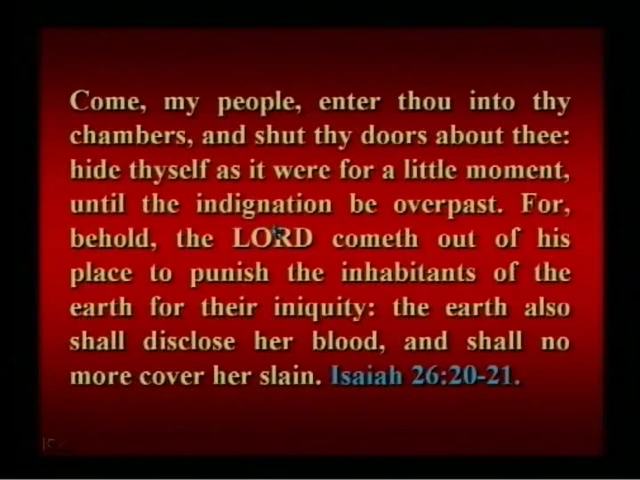 Come, my people, enter thou into thy
chambers, and shut thy doors about thee:
hide thyself as it were for a little moment,
until the indignation be overpast. For,
behold, the LORD cometh out of his
place to punish the inhabitants of the
earth for their iniquity: the earth also
shall disclose her blood, and shall no
more cover her slain. Isaiah 26:20-21.